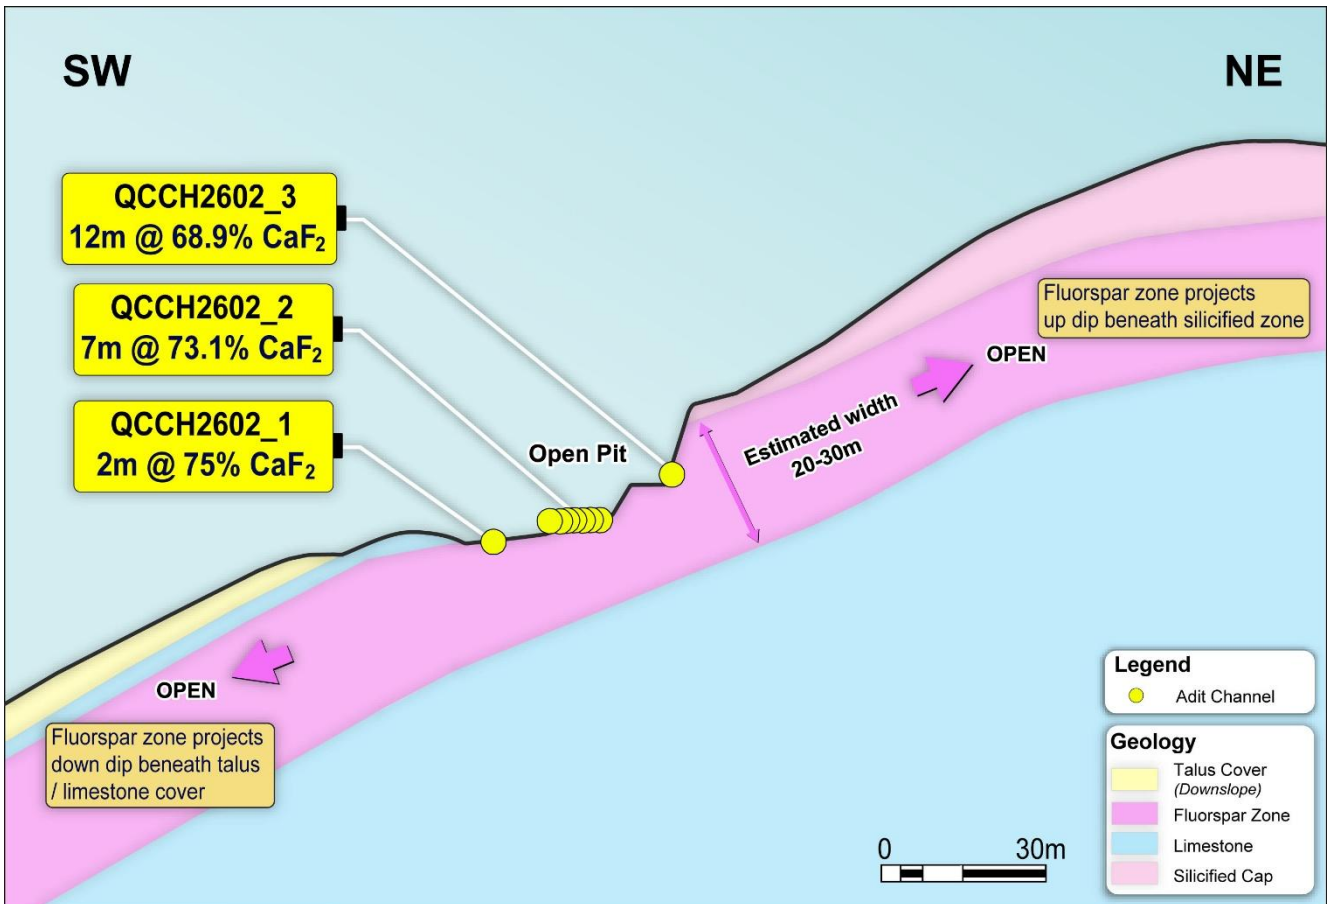 SW
NE
QCCH2602_3
12m @ 68.9% CaF₂
QCCH2602_2
7m @ 73.1% CaF₂
QCCH2602_1
2m @ 75% CaF₂
Open Pit
Estimated width
20-30m
Fluorspar zone projects
up dip beneath silicified zone
OPEN
OPEN
Fluorspar zone projects
down dip beneath talus
/ limestone cover
0 30m
Legend
Adit Channel
Geology
Talus Cover
(Downslope)
Fluorspar Zone
Limestone
Silicified Cap